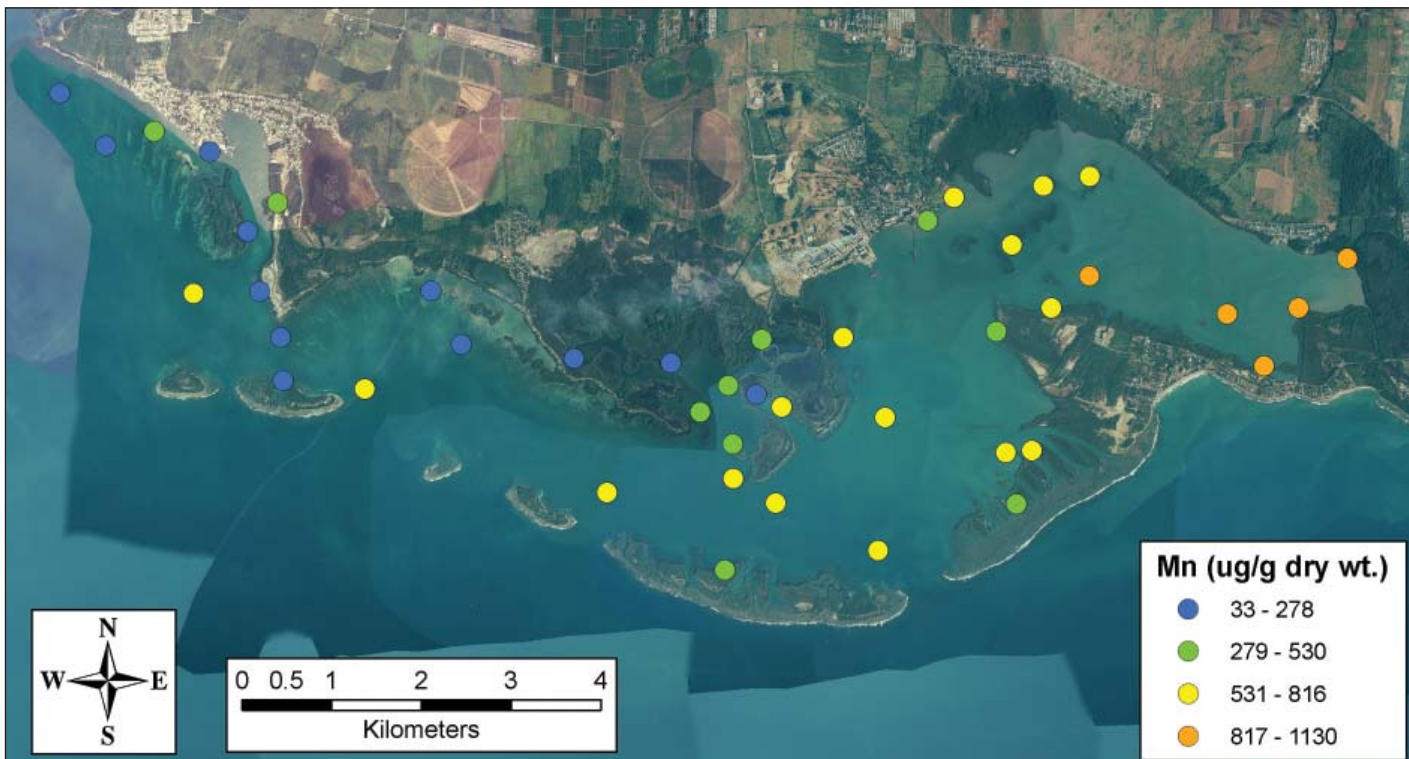 N
W E
S
0 0.5 1 2 3 4
Kilometers
Mn (ug/g dry wt.)
33 - 278
279 - 530
531 - 816
817 - 1130